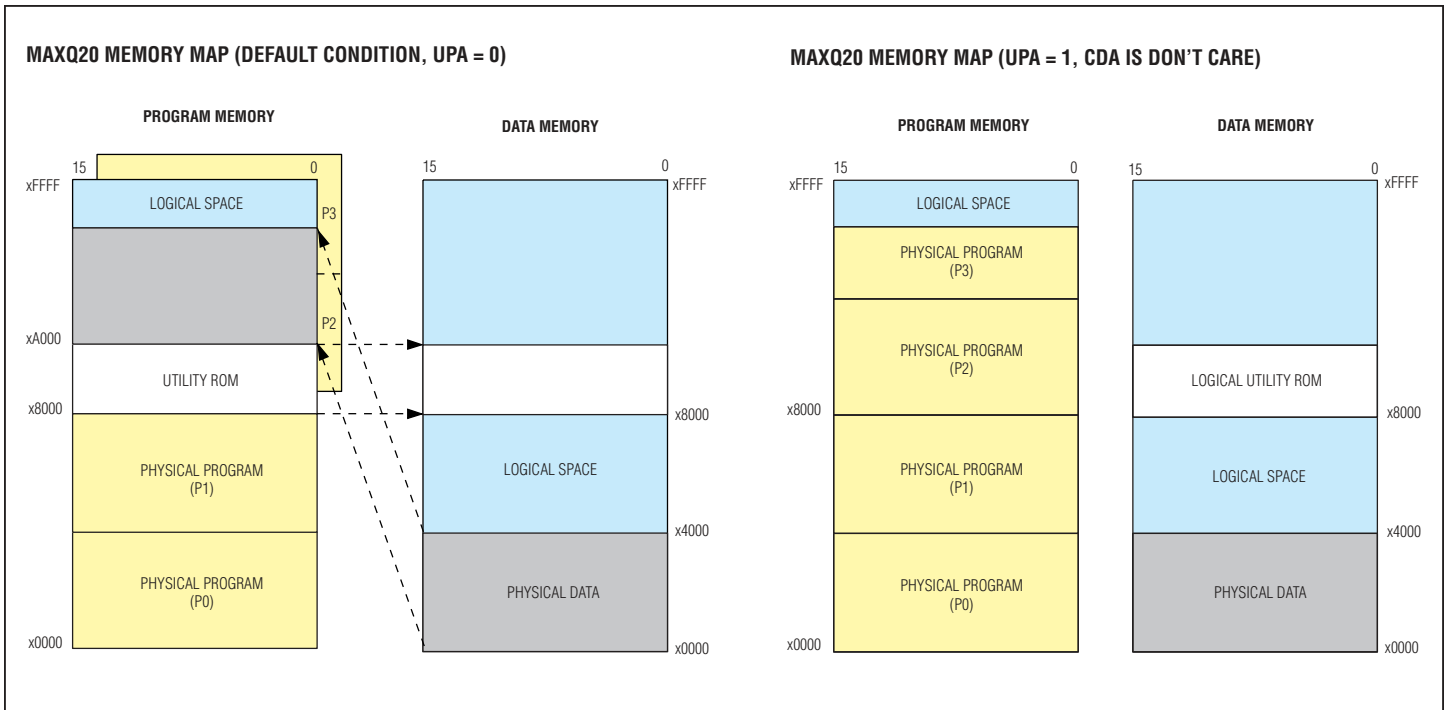 MAXQ20 MEMORY MAP (DEFAULT CONDITION, UPA = 0)
PROGRAM MEMORY
DATA MEMORY
15
0
xFFFF
LOGICAL SPACE
P3
P2
xA000
UTILITY ROM
x8000
PHYSICAL PROGRAM
(P1)
PHYSICAL PROGRAM
(P0)
x0000
15
0
xFFFF
x8000
LOGICAL SPACE
x4000
PHYSICAL DATA
x0000
MAXQ20 MEMORY MAP (UPA = 1, CDA IS DON'T CARE)
PROGRAM MEMORY
DATA MEMORY
15
0
xFFFF
LOGICAL SPACE
PHYSICAL PROGRAM
(P3)
PHYSICAL PROGRAM
(P2)
x8000
PHYSICAL PROGRAM
(P1)
PHYSICAL PROGRAM
(P0)
x0000
15
0
xFFFF
LOGICAL UTILITY ROM
x8000
LOGICAL SPACE
x4000
PHYSICAL DATA
x0000